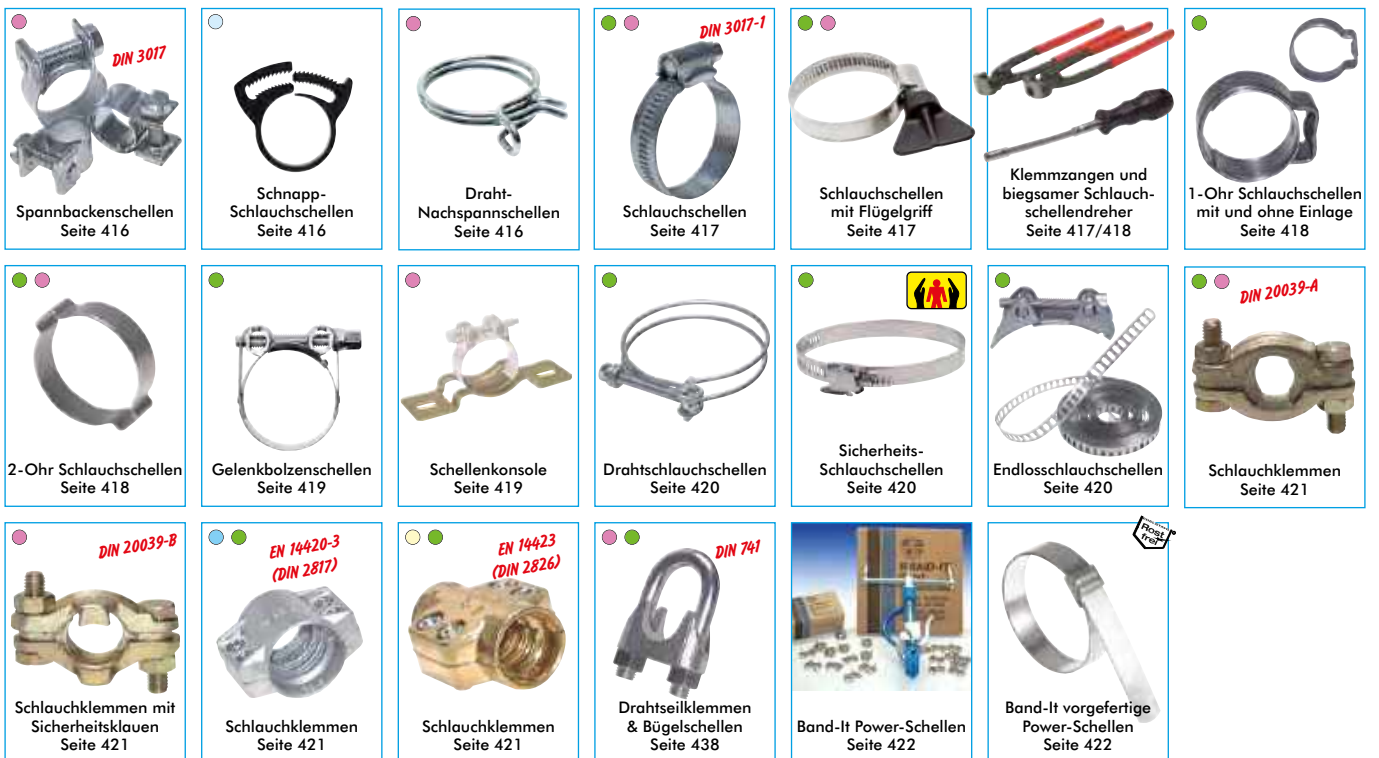 DIN 3017
Spannbackenschellen
Seite 416
Schnapp-
Schlauchschellen
Seite 416
Draht-
Nachspannschellen
Seite 416
DIN 3017-1
Schlauchschellen
Seite 417
Schlauchschellen
mit Flügelgriff
Seite 417
Klemmzangen und
biegsamer Schlauch-
schellendreher
Seite 417/418
1-Ohr Schlauchschellen
mit und ohne Einlage
Seite 418
2-Ohr Schlauchschellen
Seite 418
Gelenkbolzenschellen
Seite 419
Schellenkonsole
Seite 419
Drahtschlauchschellen
Seite 420
Sicherheits-
Schlauchschellen
Seite 420
Endlosschlauchschellen
Seite 420
DIN 20039-A
Schlauchklemmen
Seite 421
DIN 20039-B
Schlauchklemmen mit
Sicherheitsklauen
Seite 421
EN 14420-3
(DIN 2817)
Schlauchklemmen
Seite 421
EN 14423
(DIN 2826)
Schlauchklemmen
Seite 421
DIN 741
Drahtseilklemmen
& Bügelschellen
Seite 438
BAND-IT
Band-It Power-Schellen
Seite 422
Rost
frei
Band-It vorgefertigte
Power-Schellen
Seite 422